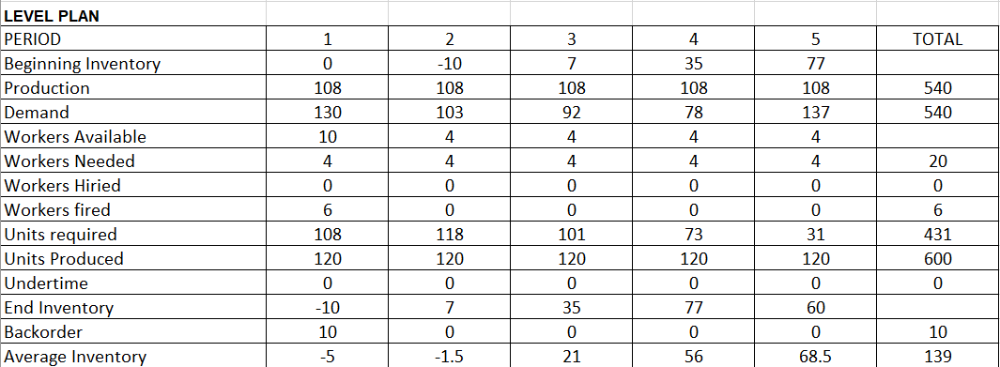 LEVEL PLAN
PERIOD 1 2 3 4 5 TOTAL
Beginning Inventory 0 -10 7 35 77
Production 108 108 108 108 108 540
Demand 130 103 92 78 137 540
Workers Available 10 4 4 4 4
Workers Needed 4 4 4 4 4 20
Workers Hiried 0 0 0 0 0 0
Workers fired 6 0 0 0 0 6
Units required 108 118 101 73 31 431
Units Produced 120 120 120 120 120 600
Undertime 0 0 0 0 0 0
End Inventory -10 7 35 77 60
Backorder 10 0 0 0 0 10
Average Inventory -5 -1.5 21 56 68.5 139